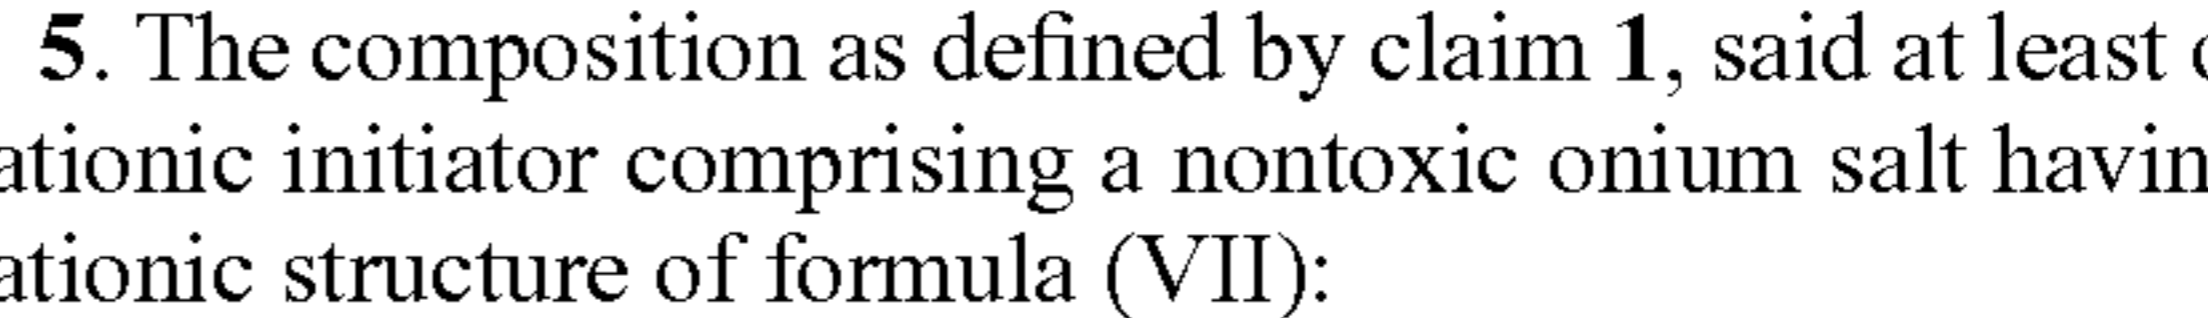 5. The composition as defined by claim 1, said at least
ationic initiator comprising a nontoxic onium salt havin
ationic structure of formula (VII):